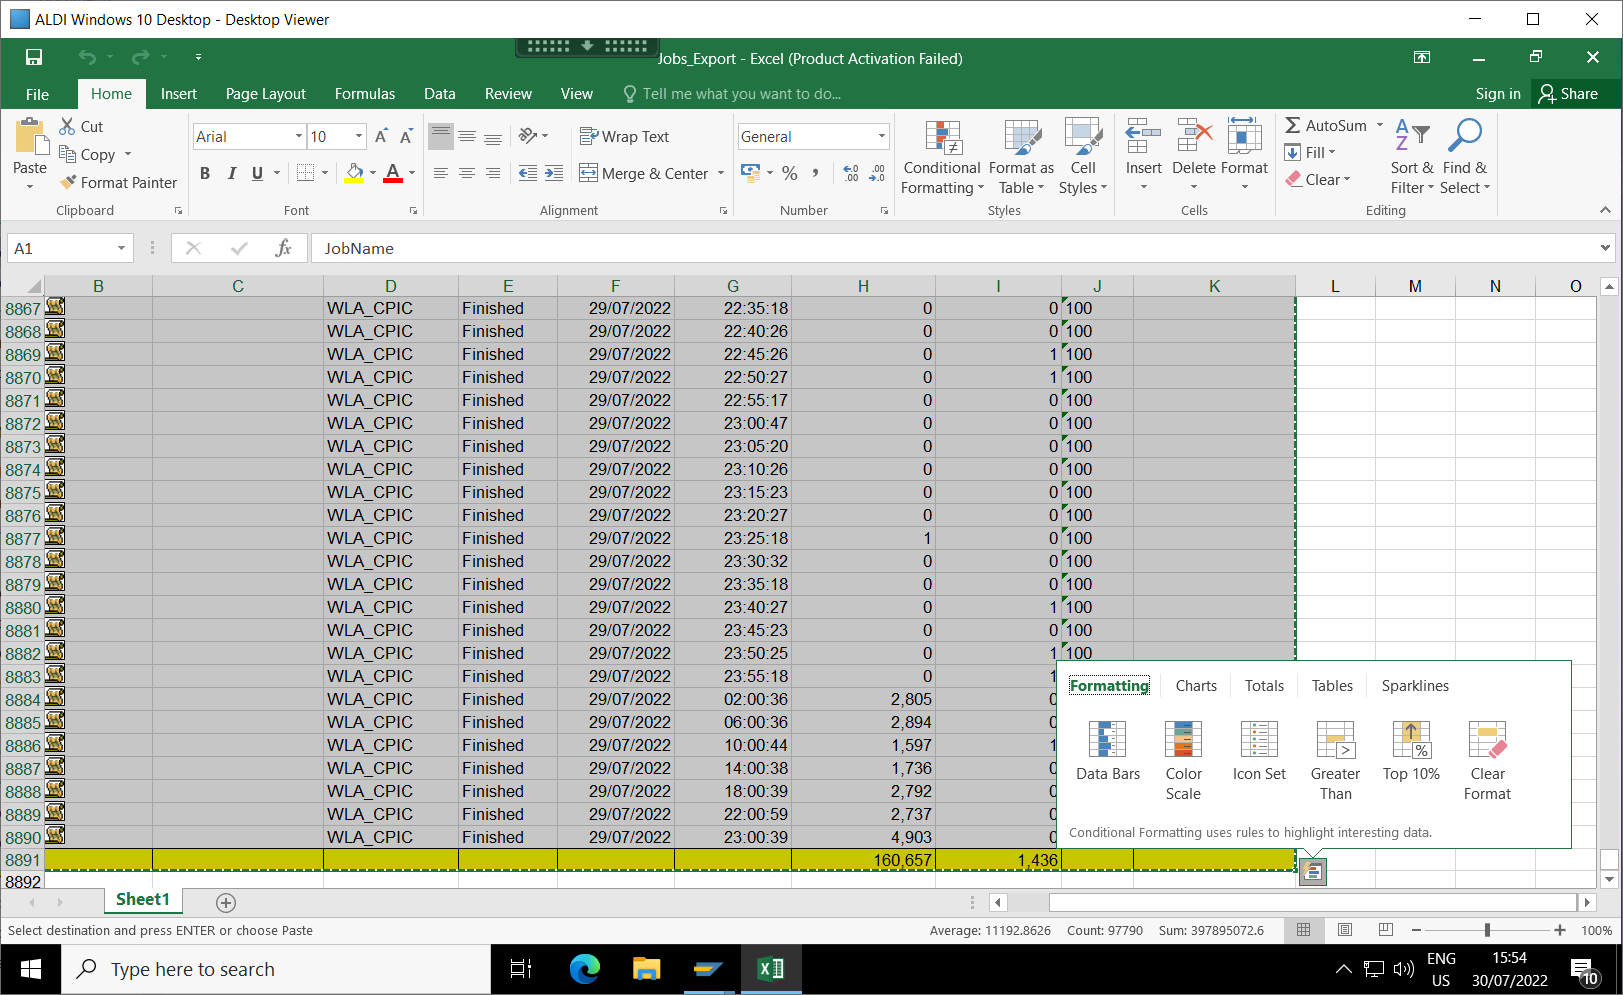 ALDI Windows 10 Desktop - Desktop Viewer
Jobs_Export - Excel (Product Activation Failed)
File Home Insert Page Layout Formulas Data Review View Tell me what you want to do... Sign in Share
Cut Arial 10 Wrap Text General AutoSum
Paste Copy Conditional Formatting Format as Table Cell Styles Insert Delete Format Fill Sort & Filter Find & Select
Format Painter B I U A Merge & Center % , Clear
Clipboard Font Alignment Number Styles Cells Editing
A1 fx JobName
B C D E F G H I J K L M N O
8867 WLA_CPIC Finished 29/07/2022 22:35:18 0 0 100
8868 WLA_CPIC Finished 29/07/2022 22:40:26 0 0 100
8869 WLA_CPIC Finished 29/07/2022 22:45:26 0 1 100
8870 WLA_CPIC Finished 29/07/2022 22:50:27 0 1 100
8871 WLA_CPIC Finished 29/07/2022 22:55:17 0 0 100
8872 WLA_CPIC Finished 29/07/2022 23:00:47 0 0 100
8873 WLA_CPIC Finished 29/07/2022 23:05:20 0 0 100
8874 WLA_CPIC Finished 29/07/2022 23:10:26 0 0 100
8875 WLA_CPIC Finished 29/07/2022 23:15:23 0 0 100
8876 WLA_CPIC Finished 29/07/2022 23:20:27 0 0 100
8877 WLA_CPIC Finished 29/07/2022 23:25:18 1 0 100
8878 WLA_CPIC Finished 29/07/2022 23:30:32 0 0 100
8879 WLA_CPIC Finished 29/07/2022 23:35:18 0 0 100
8880 WLA_CPIC Finished 29/07/2022 23:40:27 0 1 100
8881 WLA_CPIC Finished 29/07/2022 23:45:23 0 0 100
8882 WLA_CPIC Finished 29/07/2022 23:50:25 0 1 100
8883 WLA_CPIC Finished 29/07/2022 23:55:18 0 1
8884 WLA_CPIC Finished 29/07/2022 02:00:36 2,805 0
8885 WLA_CPIC Finished 29/07/2022 06:00:36 2,894 0
8886 WLA_CPIC Finished 29/07/2022 10:00:44 1,597 1
8887 WLA_CPIC Finished 29/07/2022 14:00:38 1,736 0
8888 WLA_CPIC Finished 29/07/2022 18:00:39 2,792 0
8889 WLA_CPIC Finished 29/07/2022 22:00:59 2,737 0
8890 WLA_CPIC Finished 29/07/2022 23:00:39 4,903 0
8891 160,657 1,436
8892
Formatting Charts Totals Tables Sparklines
Data Bars Color Scale Icon Set Greater Than Top 10% Clear Format
Conditional Formatting uses rules to highlight interesting data.
Sheet1
Select destination and press ENTER or choose Paste Average: 11192.8626 Count: 97790 Sum: 397895072.6 100%
Type here to search ENG US 15:54 30/07/2022 10